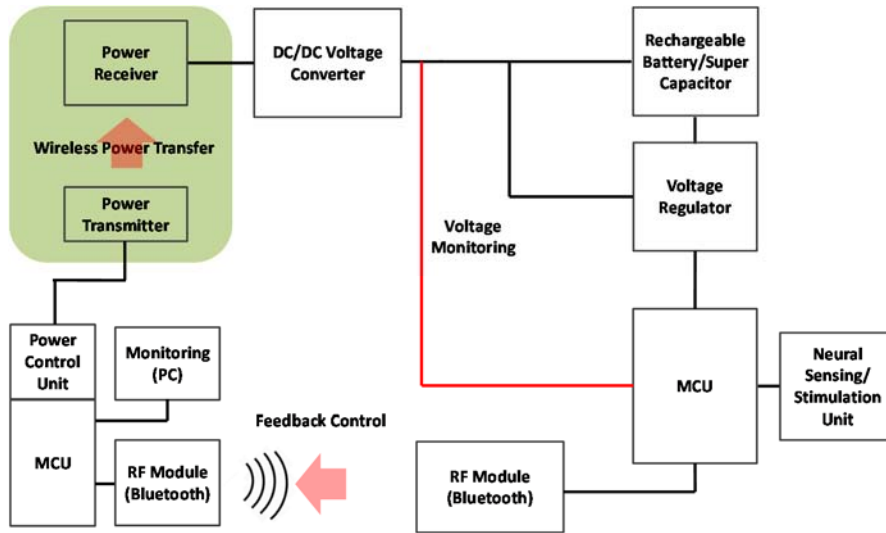 Power
Receiver
DC/DC Voltage
Converter
Rechargeable
Battery/Super
Capacitor
Wireless Power Transfer
Power
Transmitter
Voltage
Regulator
Voltage
Monitoring
Power
Control
Unit
Monitoring
(PC)
MCU
Neural
Sensing/
Stimulation
Unit
Feedback Control
MCU
RF Module
(Bluetooth)
RF Module
(Bluetooth)